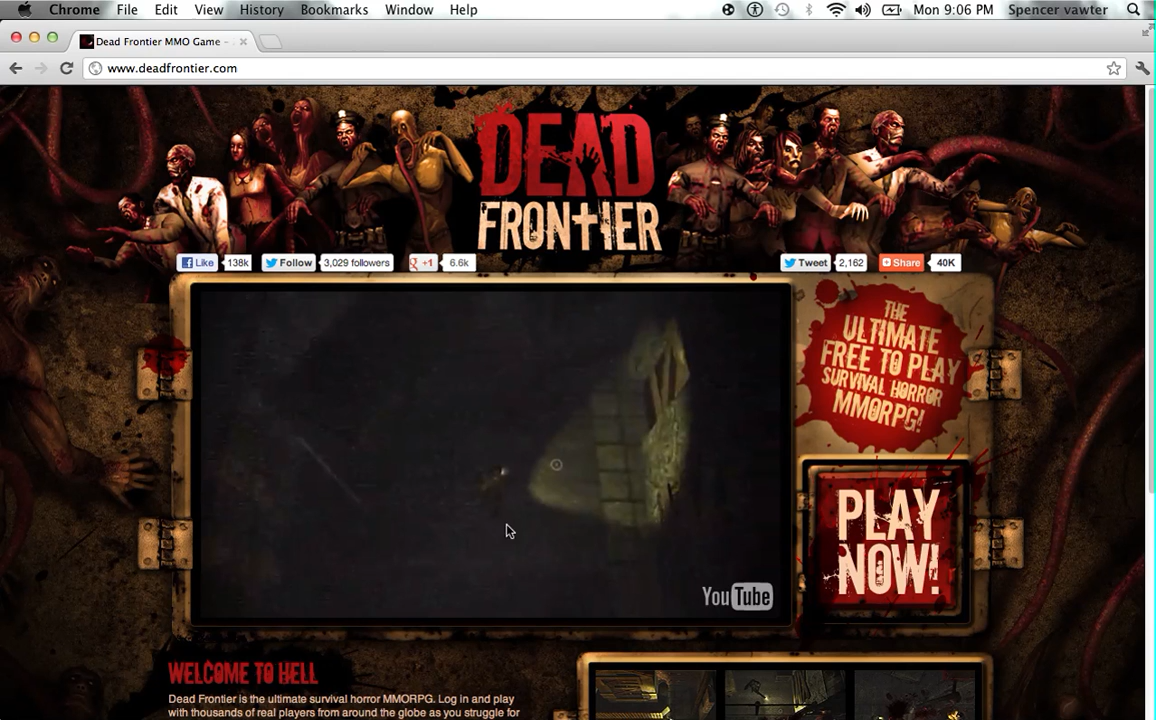 Chrome File Edit View History Bookmarks Window Help Mon 9:06 PM Spencer vawter
Dead Frontier MMO Game -
www.deadfrontier.com
DEAD
FRONTIER
Like 138k Follow 3,029 followers +1 6.6k Tweet 2,162 Share 40K
THE
ULTIMATE
FREE TO PLAY
SURVIVAL HORROR
MMORPG!
PLAY
NOW!
YouTube
WELCOME TO HELL
Dead Frontier is the ultimate survival horror MMORPG. Log in and play
with thousands of real players from around the globe as you struggle for